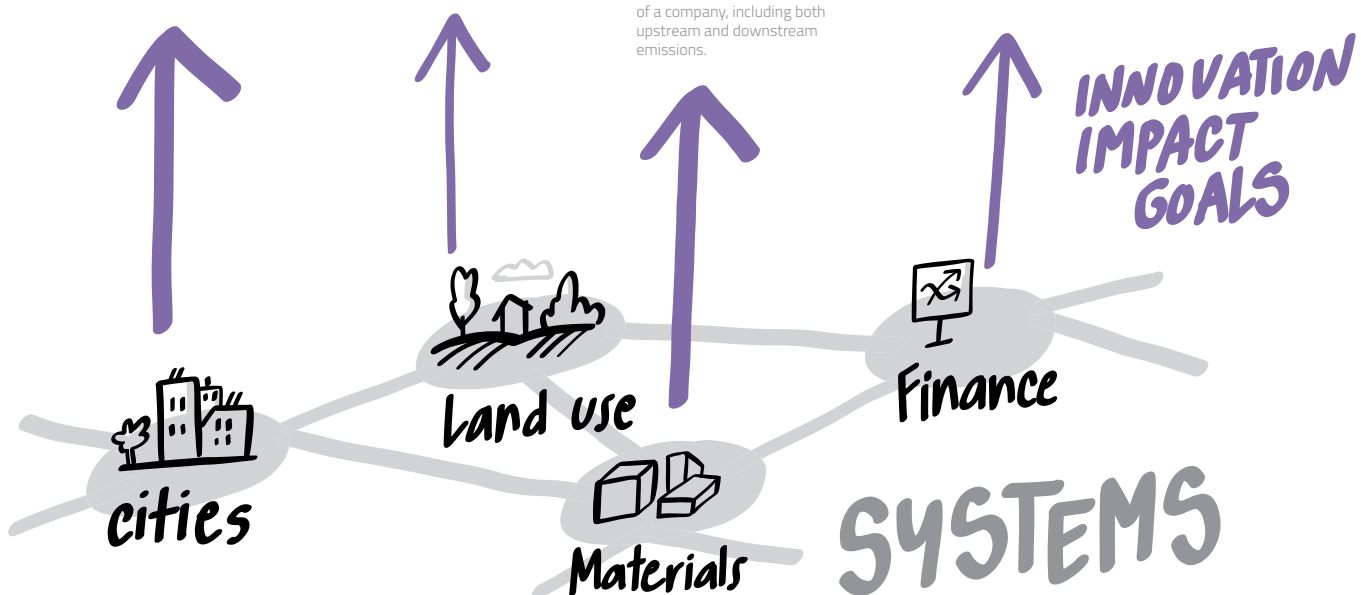 of a company, including both
upstream and downstream
emissions.
INNOVATION
IMPACT
GOALS
Land use
Finance
cities
Materials
SYSTEMS